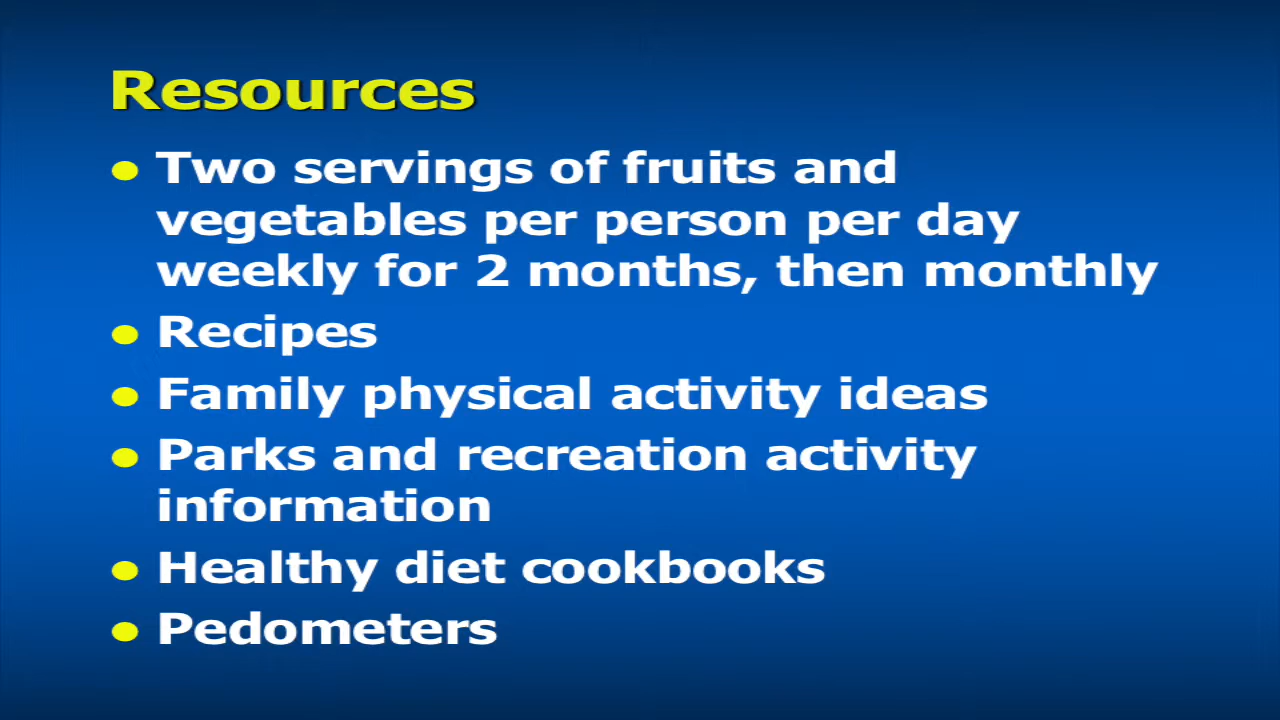 Resources
• Two servings of fruits and
vegetables per person per day
weekly for 2 months, then monthly
• Recipes
• Family physical activity ideas
• Parks and recreation activity
information
• Healthy diet cookbooks
• Pedometers